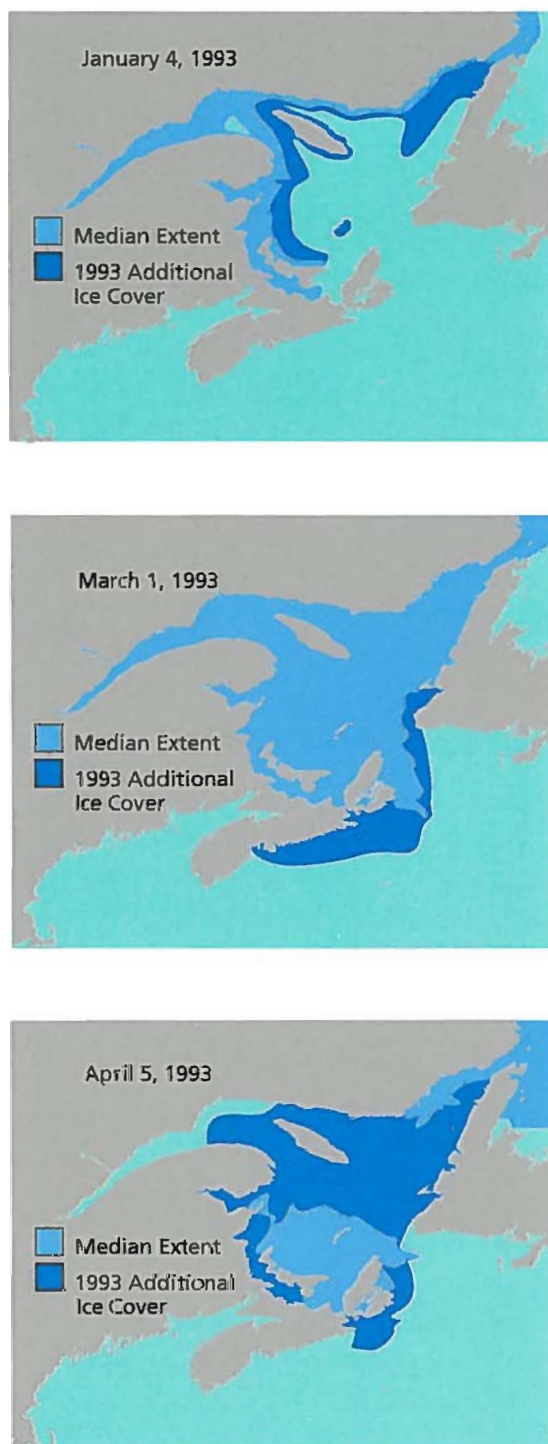 January 4, 1993
Median Extent
1993 Additional
Ice Cover
March 1, 1993
Median Extent
1993 Additional
Ice Cover
April 5, 1993
Median Extent
1993 Additional
Ice Cover